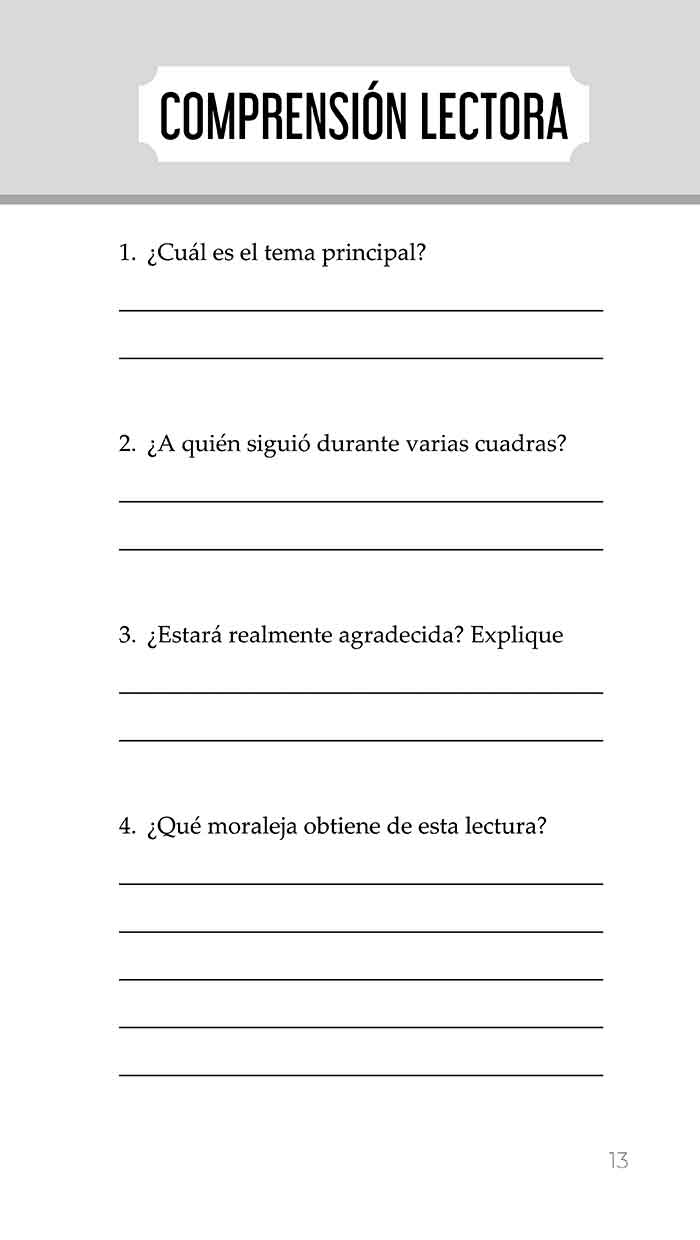 COMPRENSIÓN LECTORA
1. ¿Cuál es el tema principal?
2. ¿A quién siguió durante varias cuadras?
3. ¿Estará realmente agradecida? Explique
4. ¿Qué moraleja obtiene de esta lectura?
13